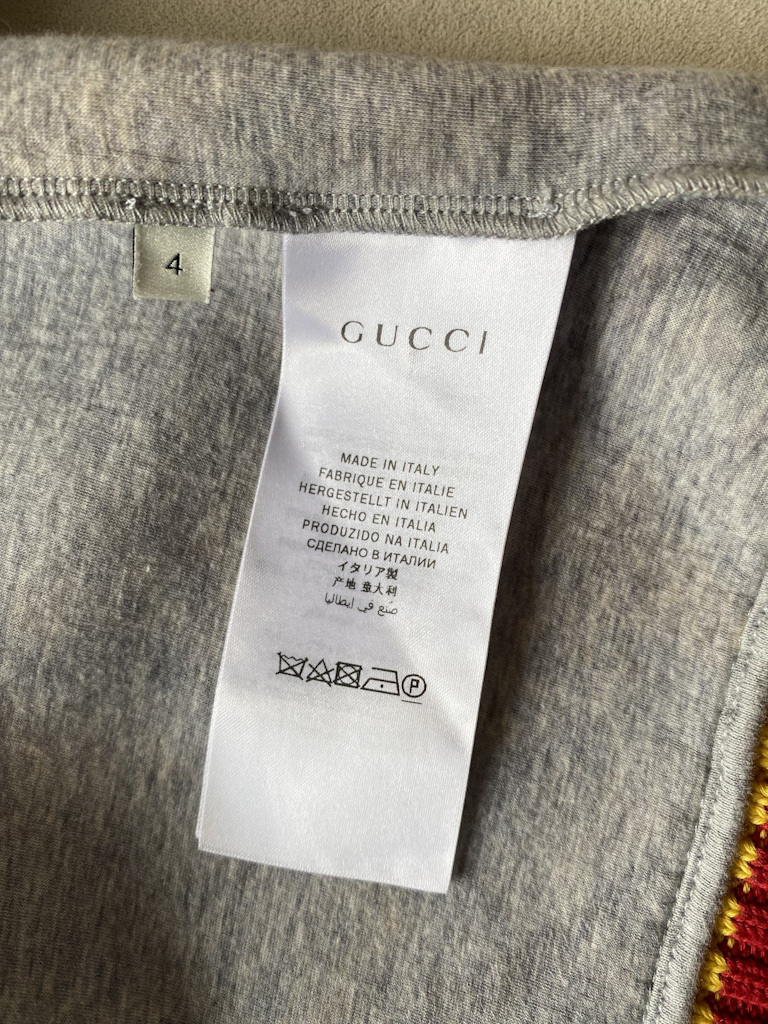 4
GUCCI
MADE IN ITALY
FABRIQUE EN ITALIE
HERGESTELLT IN ITALIEN
HECHO EN ITALIA
PRODUZIDO NA ITALIA
СДЕЛАНО В ИТАЛИИ
イタリア製
产地 意大利
صنع في إيطاليا
P